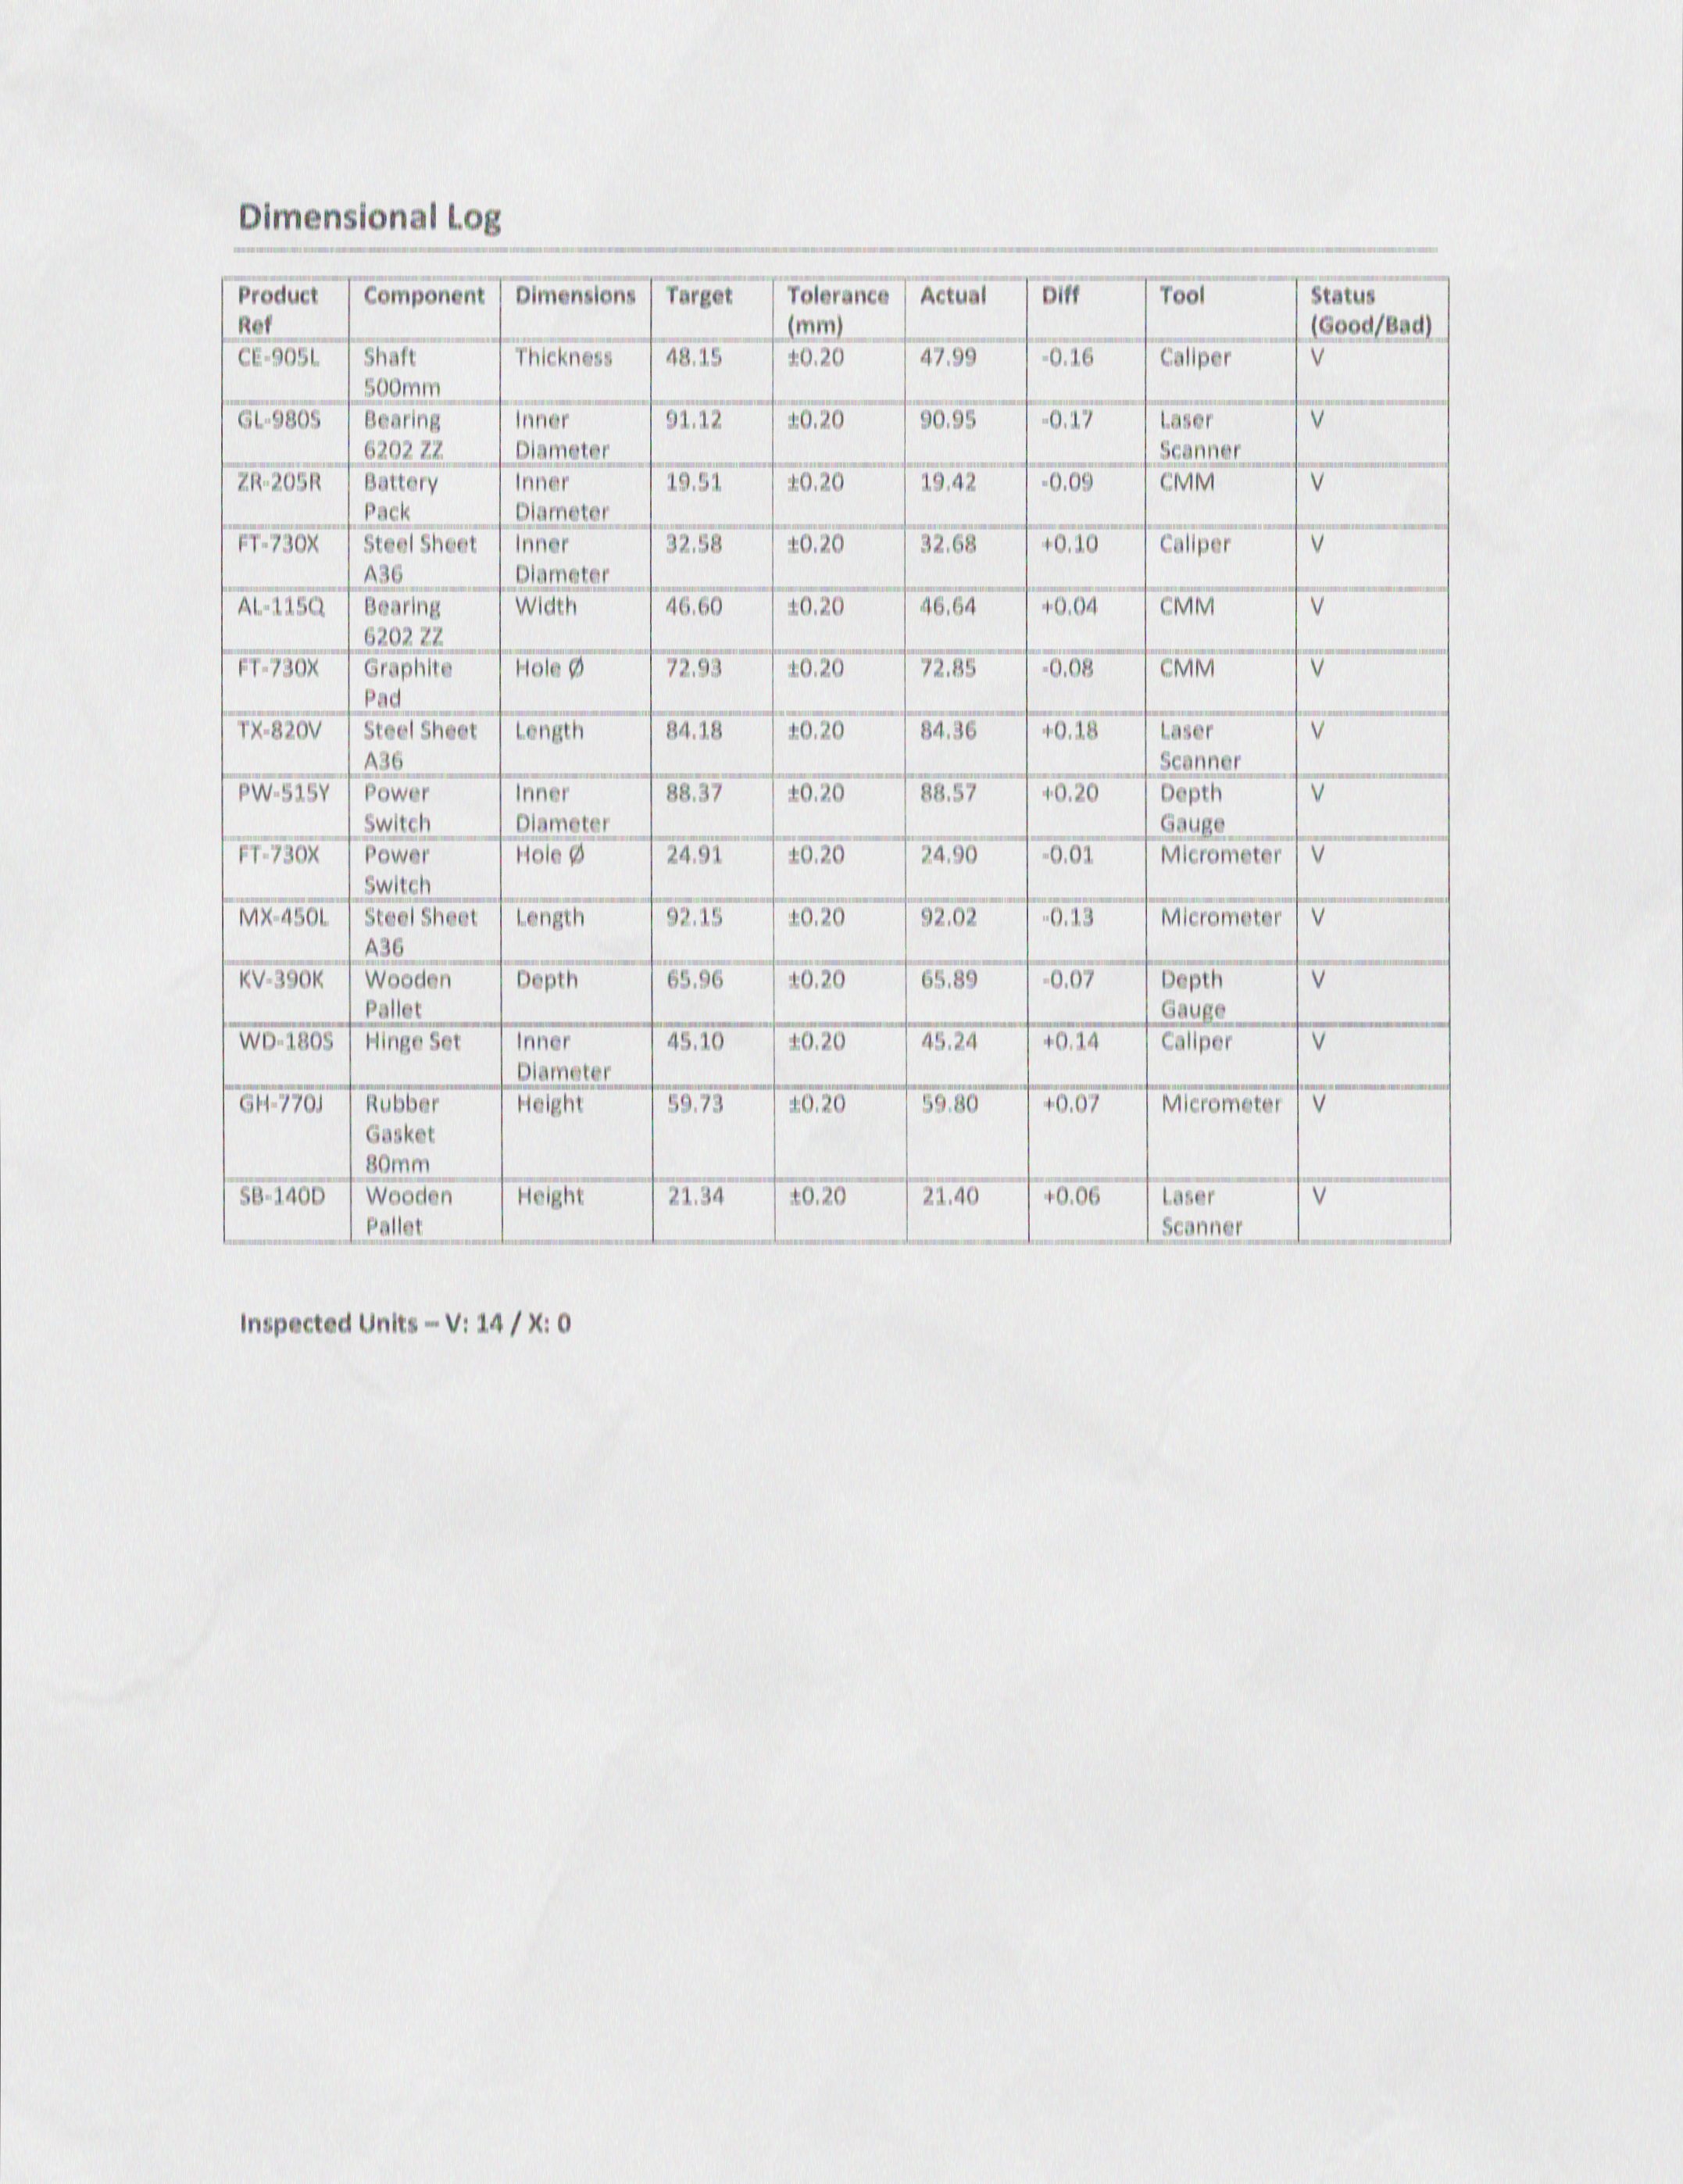 Dimensional Log
Product Ref | Component | Dimensions | Target | Tolerance (mm) | Actual | Diff | Tool | Status (Good/Bad)
CE-905L | Shaft 500mm | Thickness | 48.15 | ±0.20 | 47.99 | -0.16 | Caliper | V
GL-980S | Bearing 6202 ZZ | Inner Diameter | 91.12 | ±0.20 | 90.95 | -0.17 | Laser Scanner | V
ZR-205R | Battery Pack | Inner Diameter | 19.51 | ±0.20 | 19.42 | -0.09 | CMM | V
FT-730X | Steel Sheet A36 | Inner Diameter | 32.58 | ±0.20 | 32.68 | +0.10 | Caliper | V
AL-115Q | Bearing 6202 ZZ | Width | 46.60 | ±0.20 | 46.64 | +0.04 | CMM | V
FT-730X | Graphite Pad | Hole Ø | 72.93 | ±0.20 | 72.85 | -0.08 | CMM | V
TX-820V | Steel Sheet A36 | Length | 84.18 | ±0.20 | 84.36 | +0.18 | Laser Scanner | V
PW-515Y | Power Switch | Inner Diameter | 88.37 | ±0.20 | 88.57 | +0.20 | Depth Gauge | V
FT-730X | Power Switch | Hole Ø | 24.91 | ±0.20 | 24.90 | -0.01 | Micrometer | V
MX-450L | Steel Sheet A36 | Length | 92.15 | ±0.20 | 92.02 | -0.13 | Micrometer | V
KV-390K | Wooden Pallet | Depth | 65.96 | ±0.20 | 65.89 | -0.07 | Depth Gauge | V
WD-180S | Hinge Set | Inner Diameter | 45.10 | ±0.20 | 45.24 | +0.14 | Caliper | V
GH-770J | Rubber Gasket 80mm | Height | 59.73 | ±0.20 | 59.80 | +0.07 | Micrometer | V
SB-140D | Wooden Pallet | Height | 21.34 | ±0.20 | 21.40 | +0.06 | Laser Scanner | V
Inspected Units – V: 14 / X: 0